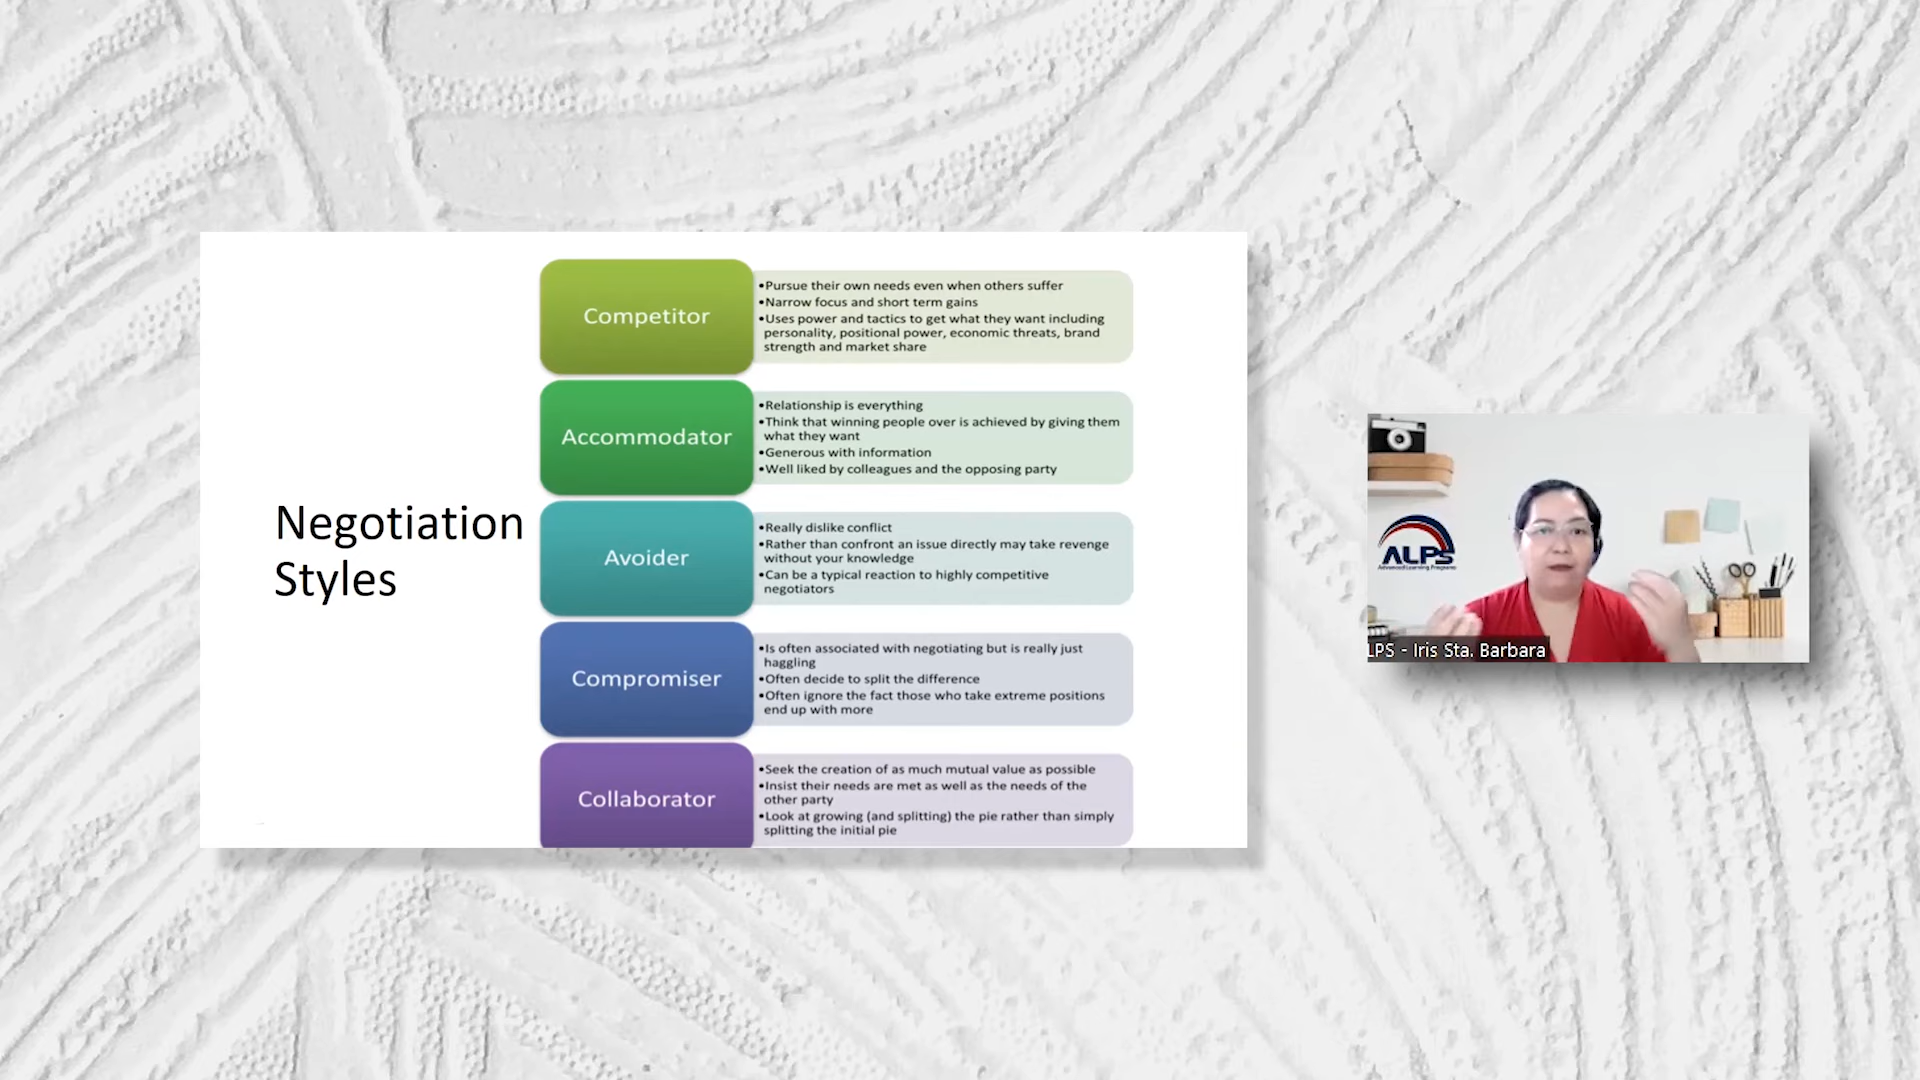 Negotiation
Styles
Competitor
•Pursue their own needs even when others suffer
•Narrow focus and short term gains
•Uses power and tactics to get what they want including
personality, positional power, economic threats, brand
strength and market share
Accommodator
•Relationship is everything
•Think that winning people over is achieved by giving them
what they want
•Generous with information
•Well liked by colleagues and the opposing party
Avoider
•Really dislike conflict
•Rather than confront an issue directly may take revenge
without your knowledge
•Can be a typical reaction to highly competitive
negotiators
Compromiser
•Is often associated with negotiating but is really just
haggling
•Often decide to split the difference
•Often ignore the fact those who take extreme positions
end up with more
Collaborator
•Seek the creation of as much mutual value as possible
•Insist their needs are met as well as the needs of the
other party
•Look at growing (and splitting) the pie rather than simply
splitting the initial pie
ALPS
Advanced Learning Programs
LPS - Iris Sta. Barbara